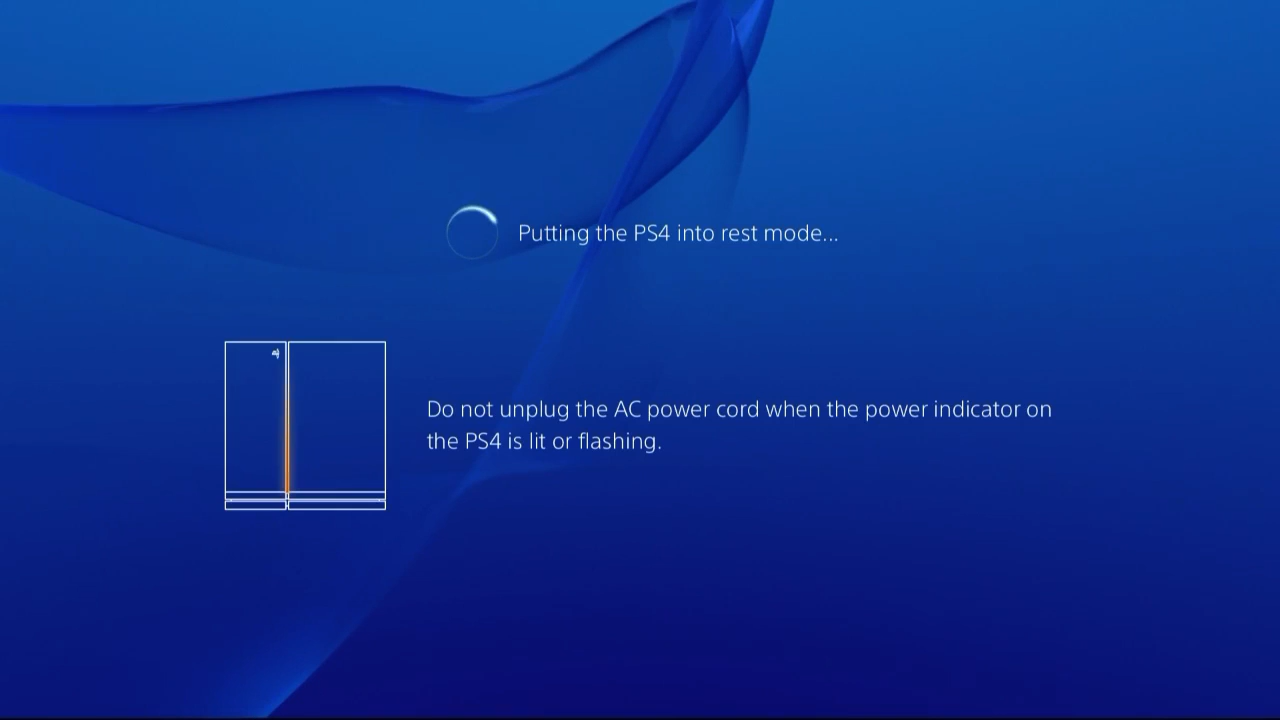 Putting the PS4 into rest mode...
Do not unplug the AC power cord when the power indicator on
the PS4 is lit or flashing.